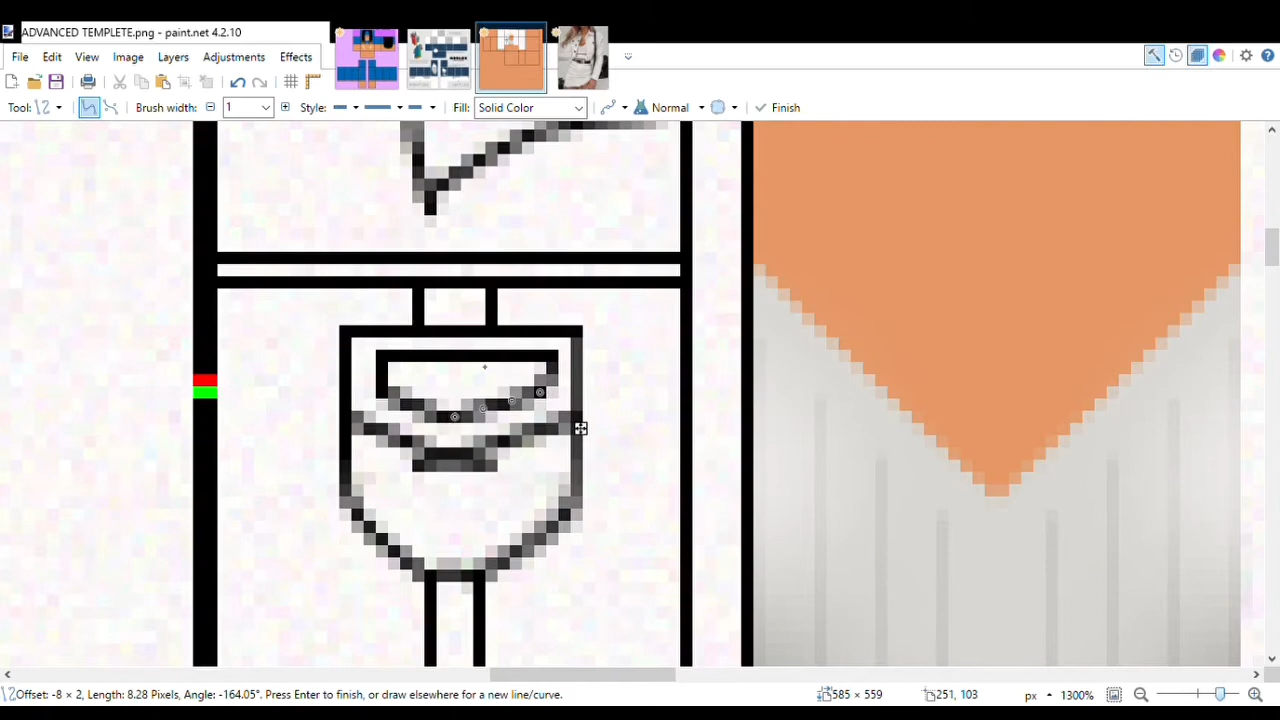 ADVANCED TEMPLETE.png - paint.net 4.2.10
File Edit View Image Layers Adjustments Effects
Tool: Brush width: 1 Style: Fill: Solid Color Normal Finish
Offset: -8 × 2, Length: 8.28 Pixels, Angle: -164.05°. Press Enter to finish, or draw elsewhere for a new line/curve. 585 × 559 251, 103 px 1300%